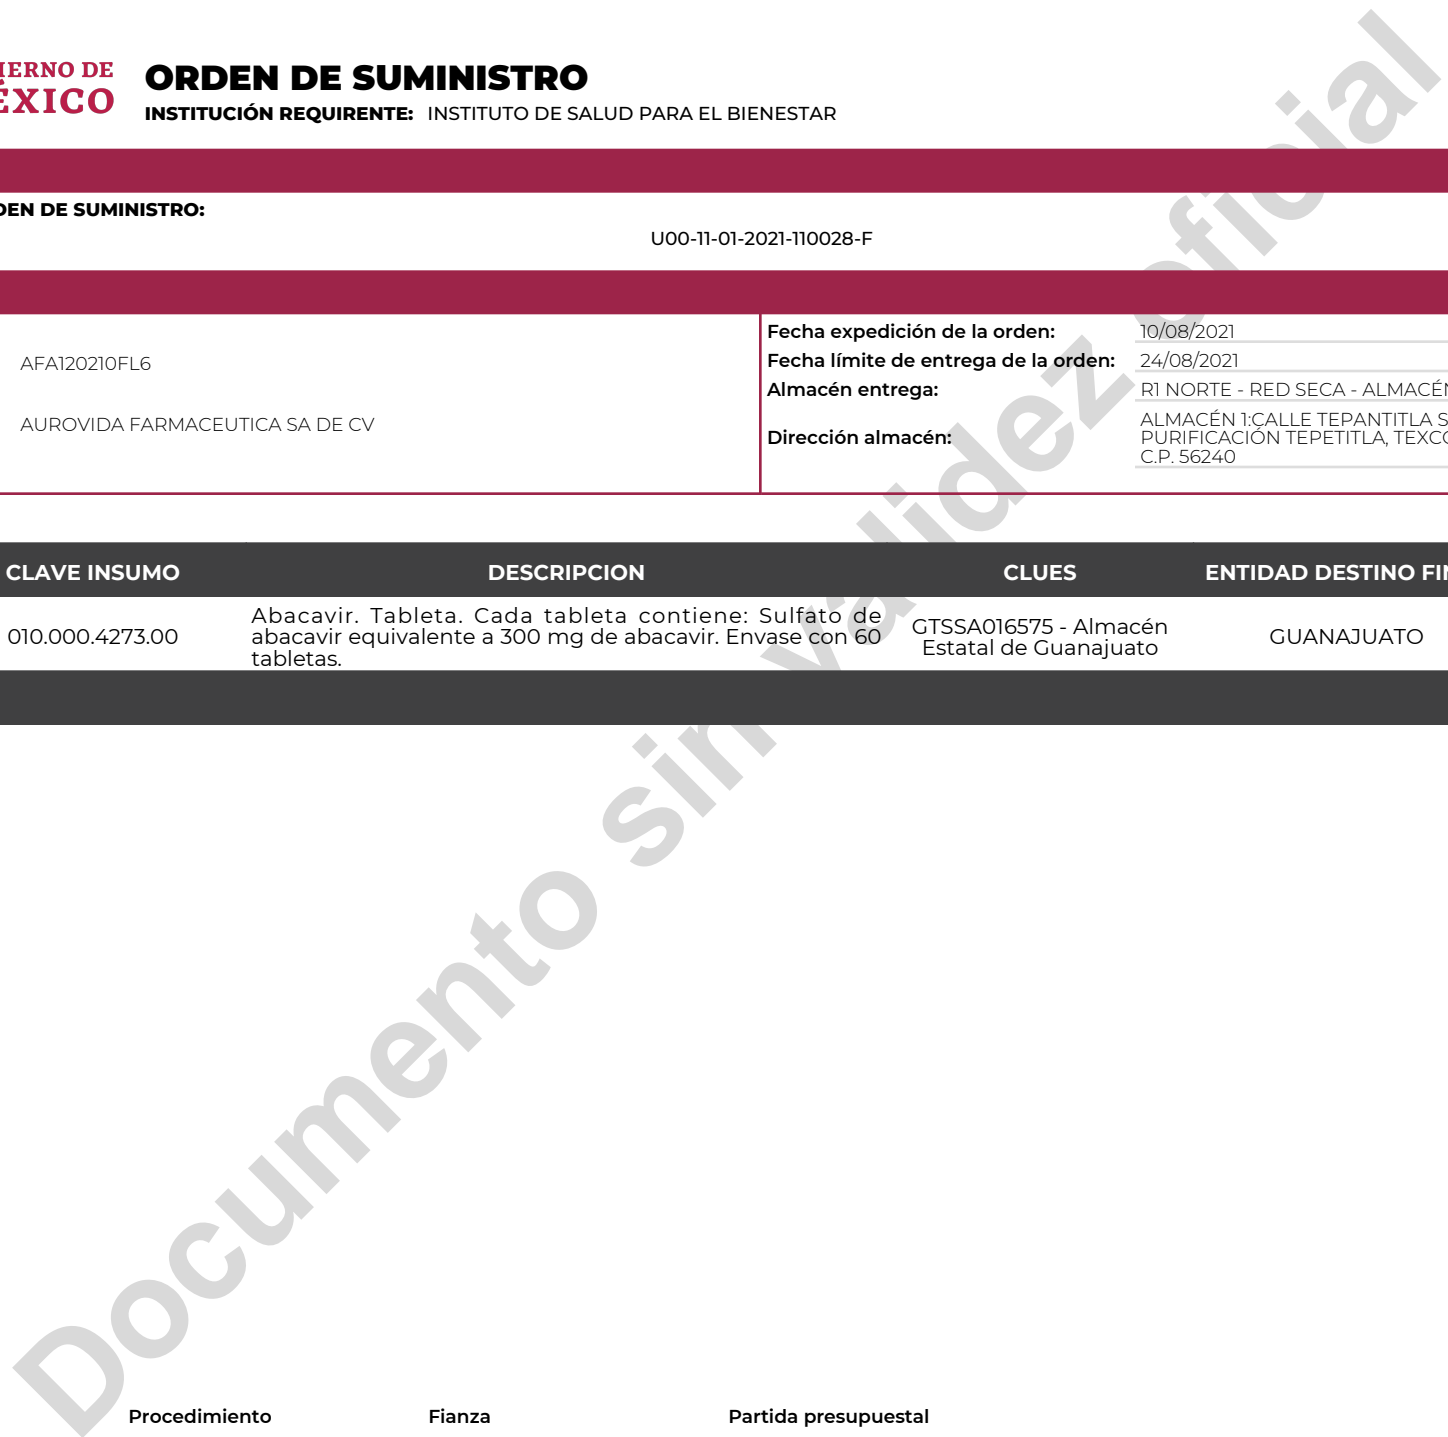 IERNO DE
ÉXICO
ORDEN DE SUMINISTRO
INSTITUCIÓN REQUIRENTE: INSTITUTO DE SALUD PARA EL BIENESTAR
DEN DE SUMINISTRO:
U00-11-01-2021-110028-F
AFA120210FL6
AUROVIDA FARMACEUTICA SA DE CV
Fecha expedición de la orden: 10/08/2021
Fecha límite de entrega de la orden: 24/08/2021
Almacén entrega: R1 NORTE - RED SECA - ALMACÉN
Dirección almacén:
ALMACÉN 1:CALLE TEPANTITLA S
PURIFICACIÓN TEPETITLA, TEXCO
C.P. 56240
CLAVE INSUMO DESCRIPCION CLUES ENTIDAD DESTINO FIN
010.000.4273.00
Abacavir. Tableta. Cada tableta contiene: Sulfato de
abacavir equivalente a 300 mg de abacavir. Envase con 60
tabletas.
GTSSA016575 - Almacén
Estatal de Guanajuato
GUANAJUATO
Documento sin validez oficial
Procedimiento Fianza Partida presupuestal